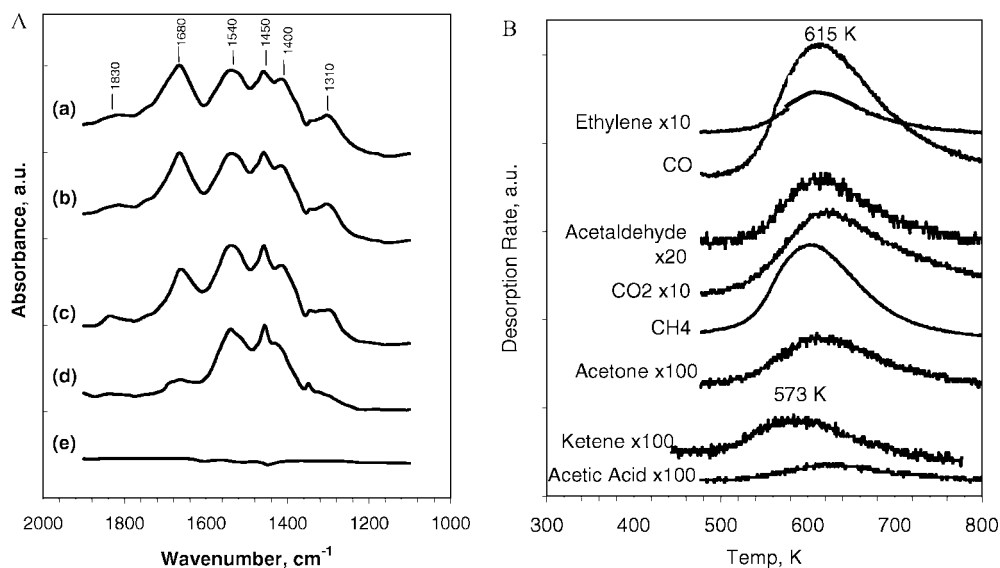 A
1830
1680
1540
1450
1400
1310
(a)
(b)
(c)
(d)
(e)
Absorbance, a.u.
2000 1800 1600 1400 1200 1000
Wavenumber, cm-1
B
615 K
Ethylene x10
CO
Acetaldehyde
x20
CO2 x10
CH4
Acetone x100
573 K
Ketene x100
Acetic Acid x100
Desorption Rate, a.u.
300 400 500 600 700 800
Temp, K